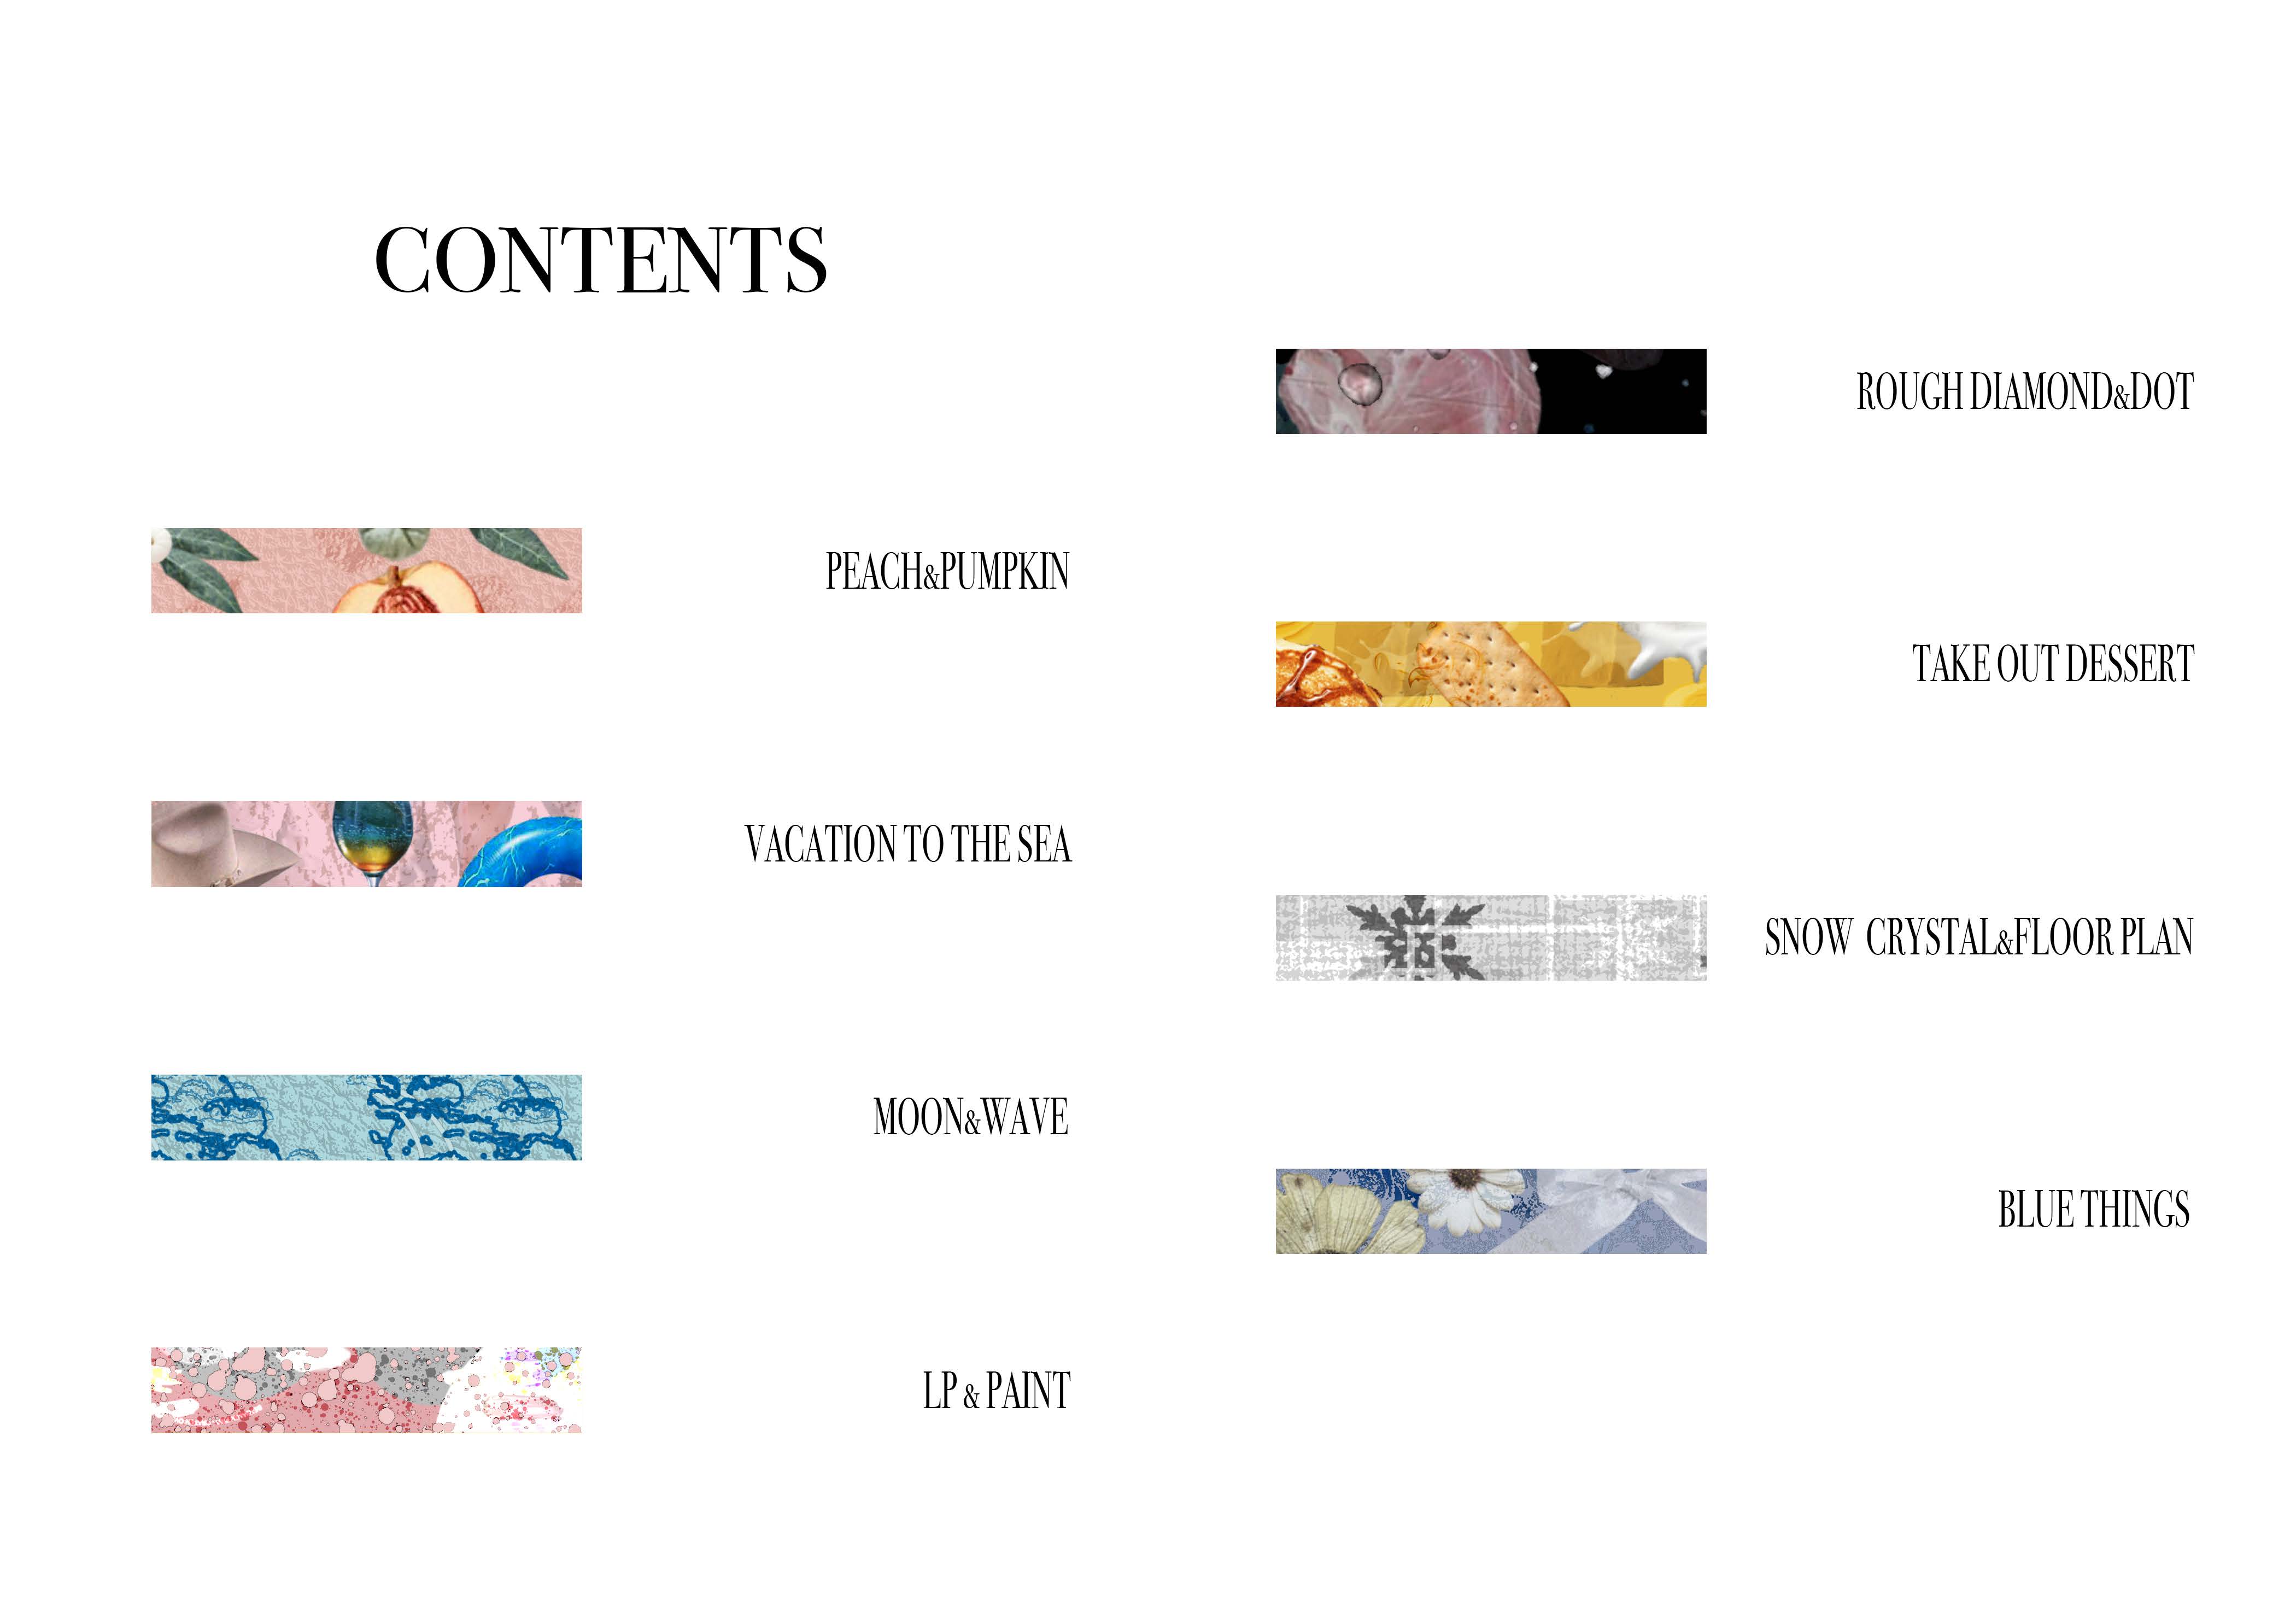 CONTENTS
PEACH&PUMPKIN
VACATION TO THE SEA
MOON&WAVE
LP & PAINT
ROUGH DIAMOND&DOT
TAKE OUT DESSERT
SNOW CRYSTAL&FLOOR PLAN
BLUE THINGS